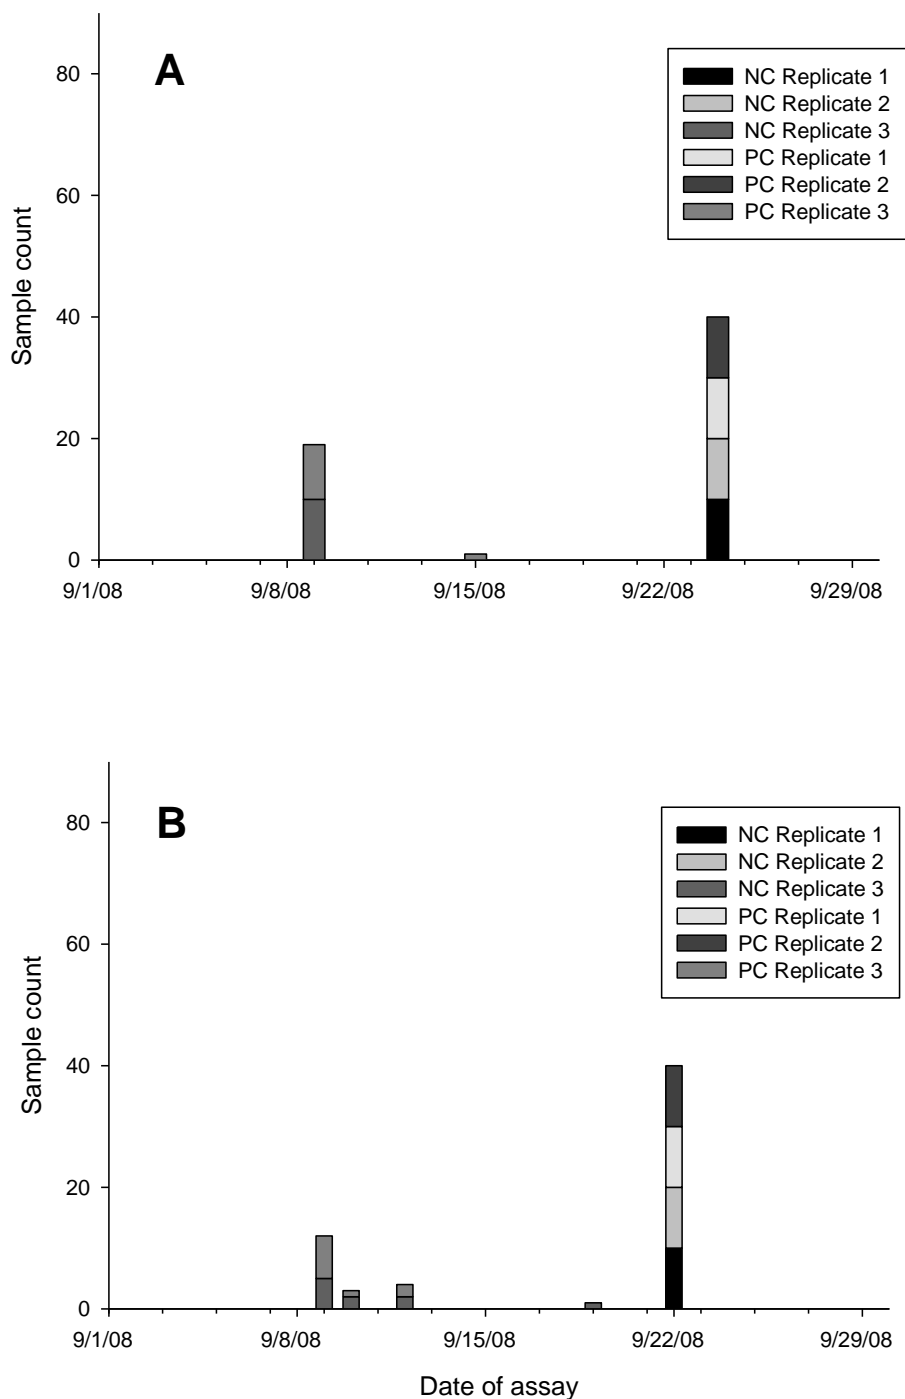 A
NC Replicate 1
NC Replicate 2
NC Replicate 3
PC Replicate 1
PC Replicate 2
PC Replicate 3
Sample count
80
60
40
20
0
9/1/08 9/8/08 9/15/08 9/22/08 9/29/08
B
NC Replicate 1
NC Replicate 2
NC Replicate 3
PC Replicate 1
PC Replicate 2
PC Replicate 3
Sample count
80
60
40
20
0
9/1/08 9/8/08 9/15/08 9/22/08 9/29/08
Date of assay